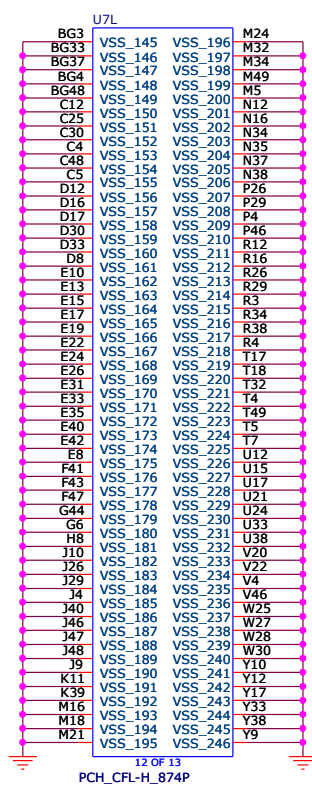 U7L
BG3 VSS_145 VSS_196 M24
BG33 VSS_146 VSS_197 M32
BG37 VSS_147 VSS_198 M34
BG4 VSS_148 VSS_199 M49
BG48 VSS_149 VSS_200 M5
C12 VSS_150 VSS_201 N12
C25 VSS_151 VSS_202 N16
C30 VSS_152 VSS_203 N34
C4 VSS_153 VSS_204 N35
C48 VSS_154 VSS_205 N37
C5 VSS_155 VSS_206 N38
D12 VSS_156 VSS_207 P26
D16 VSS_157 VSS_208 P29
D17 VSS_158 VSS_209 P4
D30 VSS_159 VSS_210 P46
D33 VSS_160 VSS_211 R12
D8 VSS_161 VSS_212 R16
E10 VSS_162 VSS_213 R26
E13 VSS_163 VSS_214 R29
E15 VSS_164 VSS_215 R3
E17 VSS_165 VSS_216 R34
E19 VSS_166 VSS_217 R38
E22 VSS_167 VSS_218 R4
E24 VSS_168 VSS_219 T17
E26 VSS_169 VSS_220 T18
E31 VSS_170 VSS_221 T32
E33 VSS_171 VSS_222 T4
E35 VSS_172 VSS_223 T49
E40 VSS_173 VSS_224 T5
E42 VSS_174 VSS_225 T7
E8 VSS_175 VSS_226 U12
F41 VSS_176 VSS_227 U15
F43 VSS_177 VSS_228 U17
F47 VSS_178 VSS_229 U21
G44 VSS_179 VSS_230 U24
G6 VSS_180 VSS_231 U33
H8 VSS_181 VSS_232 U38
J10 VSS_182 VSS_233 V20
J26 VSS_183 VSS_234 V22
J29 VSS_184 VSS_235 V4
J4 VSS_185 VSS_236 V46
J40 VSS_186 VSS_237 W25
J46 VSS_187 VSS_238 W27
J47 VSS_188 VSS_239 W28
J48 VSS_189 VSS_240 W30
J9 VSS_190 VSS_241 Y10
K11 VSS_191 VSS_242 Y12
K39 VSS_192 VSS_243 Y17
M16 VSS_193 VSS_244 Y33
M18 VSS_194 VSS_245 Y38
M21 VSS_195 VSS_246 Y9
12 OF 13
PCH_CFL-H_874P